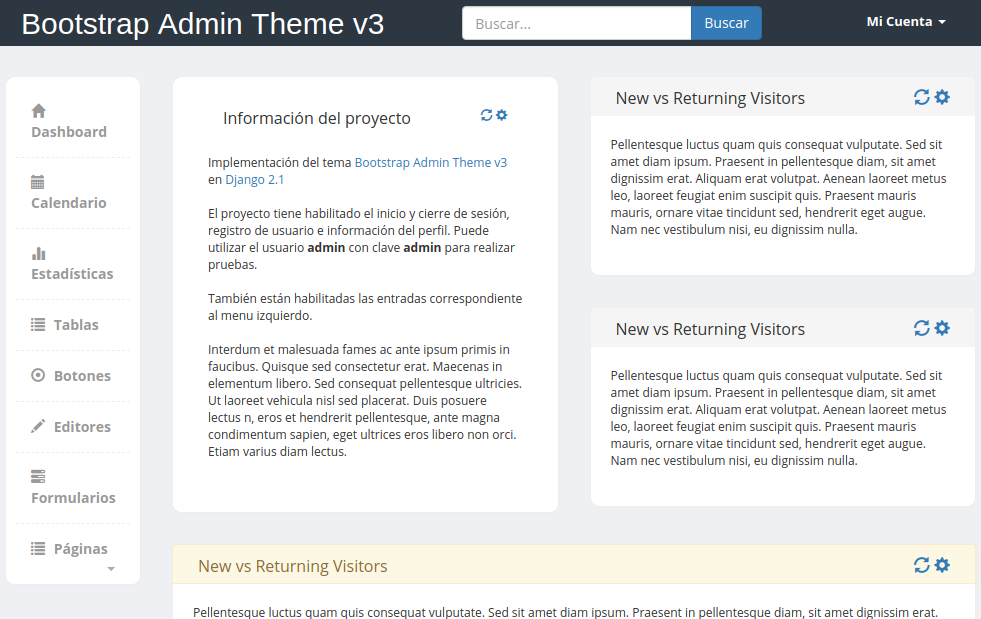 Bootstrap Admin Theme v3
Buscar...
Buscar
Mi Cuenta
Dashboard
Calendario
Estadísticas
Tablas
Botones
Editores
Formularios
Páginas
Información del proyecto
Implementación del tema Bootstrap Admin Theme v3
en Django 2.1
El proyecto tiene habilitado el inicio y cierre de sesión,
registro de usuario e información del perfil. Puede
utilizar el usuario admin con clave admin para realizar
pruebas.
También están habilitadas las entradas correspondiente
al menu izquierdo.
Interdum et malesuada fames ac ante ipsum primis in
faucibus. Quisque sed consectetur erat. Maecenas in
elementum libero. Sed consequat pellentesque ultricies.
Ut laoreet vehicula nisl sed placerat. Duis posuere
lectus n, eros et hendrerit pellentesque, ante magna
condimentum sapien, eget ultrices eros libero non orci.
Etiam varius diam lectus.
New vs Returning Visitors
Pellentesque luctus quam quis consequat vulputate. Sed sit
amet diam ipsum. Praesent in pellentesque diam, sit amet
dignissim erat. Aliquam erat volutpat. Aenean laoreet metus
leo, laoreet feugiat enim suscipit quis. Praesent mauris
mauris, ornare vitae tincidunt sed, hendrerit eget augue.
Nam nec vestibulum nisi, eu dignissim nulla.
New vs Returning Visitors
Pellentesque luctus quam quis consequat vulputate. Sed sit
amet diam ipsum. Praesent in pellentesque diam, sit amet
dignissim erat. Aliquam erat volutpat. Aenean laoreet metus
leo, laoreet feugiat enim suscipit quis. Praesent mauris
mauris, ornare vitae tincidunt sed, hendrerit eget augue.
Nam nec vestibulum nisi, eu dignissim nulla.
New vs Returning Visitors
Pellentesque luctus quam quis consequat vulputate. Sed sit amet diam ipsum. Praesent in pellentesque diam, sit amet dignissim erat.